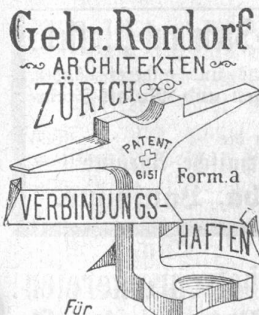 Gebr. Rordorf
ARCHITEKTEN
ZÜRICH.
PATENT
6151
Form. a
VERBINDUNGS-
HAFTEN
Für